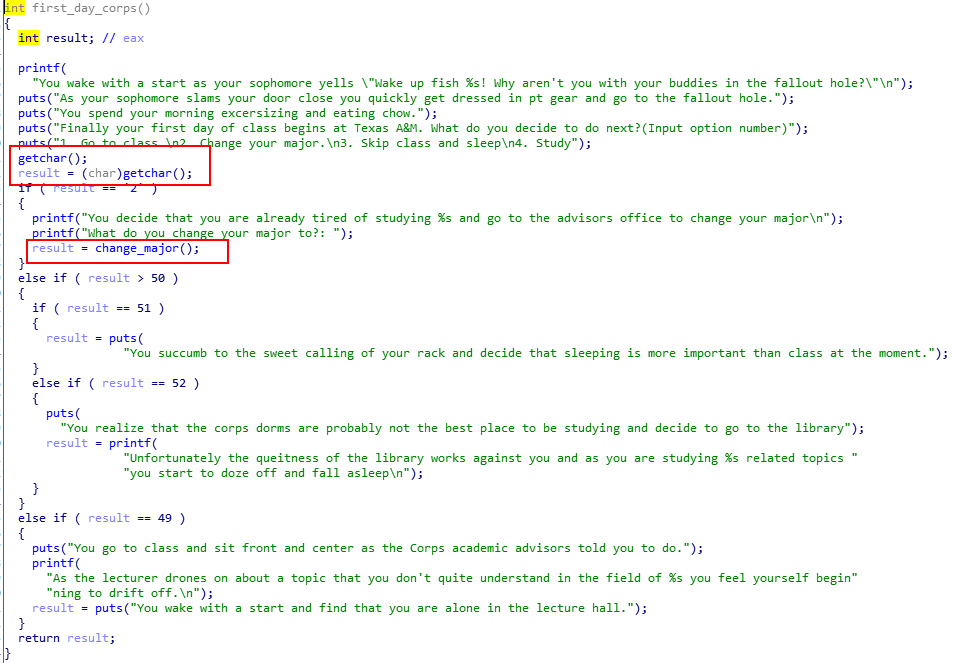 int first_day_corps()
{
int result; // eax
printf(
"You wake with a start as your sophomore yells \"Wake up fish %s! Why aren't you with your buddies in the fallout hole?\"\n");
puts("As your sophomore slams your door close you quickly get dressed in pt gear and go to the fallout hole.");
puts("You spend your morning excersizing and eating chow.");
puts("Finally your first day of class begins at Texas A&M. What do you decide to do next?(Input option number)");
puts("1. Go to class.\n2. Change your major.\n3. Skip class and sleep\n4. Study");
getchar();
result = (char)getchar();
if ( result == '2' )
{
printf("You decide that you are already tired of studying %s and go to the advisors office to change your major\n");
printf("What do you change your major to?: ");
result = change_major();
}
else if ( result > 50 )
{
if ( result == 51 )
{
result = puts(
"You succumb to the sweet calling of your rack and decide that sleeping is more important than class at the moment.");
}
else if ( result == 52 )
{
puts(
"You realize that the corps dorms are probably not the best place to be studying and decide to go to the library");
result = printf(
"Unfortunately the queitness of the library works against you and as you are studying %s related topics "
"you start to doze off and fall asleep\n");
}
}
else if ( result == 49 )
{
puts("You go to class and sit front and center as the Corps academic advisors told you to do.");
printf(
"As the lecturer drones on about a topic that you don't quite understand in the field of %s you feel yourself begin"
"ning to drift off.\n");
result = puts("You wake with a start and find that you are alone in the lecture hall.");
}
return result;
}